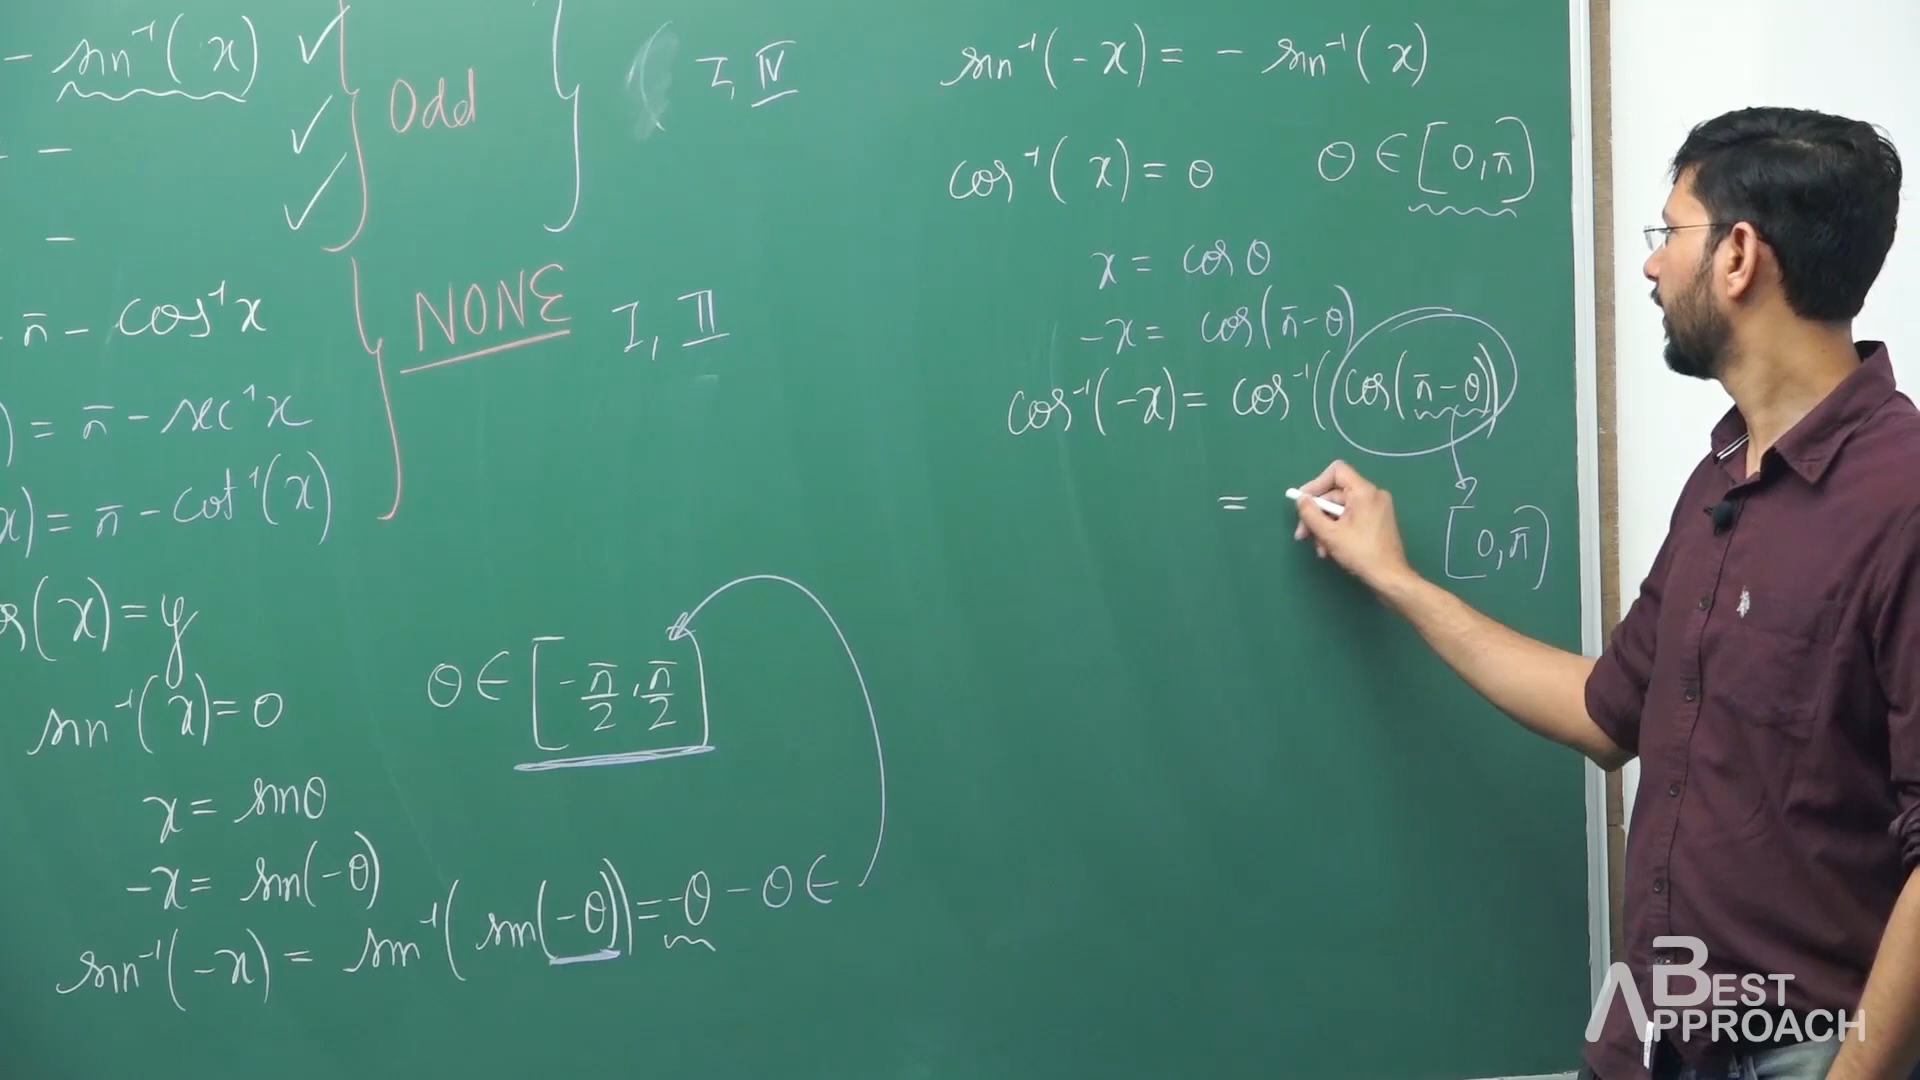 - sin⁻¹(x)
Odd
I, IV
-
-
π - cos⁻¹x
NONE
I, II
) = π - sec⁻¹x
x) = π - cot⁻¹(x)
(x) = y
sin⁻¹(x) = θ
θ ∈ [-π/2, π/2]
x = sinθ
-x = sin(-θ)
sin⁻¹(-x) = sin⁻¹(sin(-θ)) = -θ - θ ∈
sin⁻¹(-x) = - sin⁻¹(x)
cos⁻¹(x) = θ θ ∈ [0, π]
x = cosθ
-x = cos(π-θ)
cos⁻¹(-x) = cos⁻¹(cos(π-θ))
=
[0, π]
A BEST APPROACH